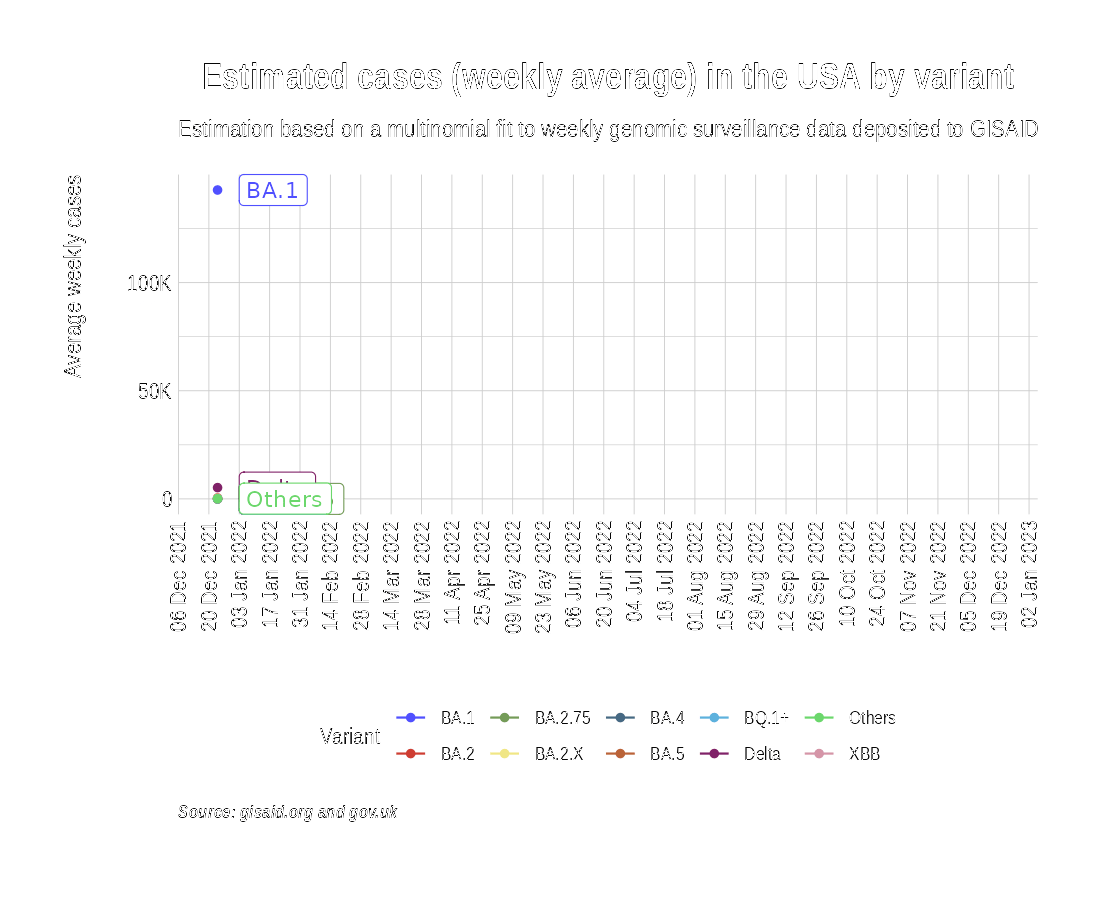 Estimated cases (weekly average) in the USA by variant
Estimation based on a multinomial fit to weekly genomic surveillance data deposited to GISAID
Average weekly cases
BA.1
100K
50K
0
Others
06 Dec 2021
20 Dec 2021
03 Jan 2022
17 Jan 2022
31 Jan 2022
14 Feb 2022
28 Feb 2022
14 Mar 2022
28 Mar 2022
11 Apr 2022
25 Apr 2022
09 May 2022
23 May 2022
06 Jun 2022
20 Jun 2022
04 Jul 2022
18 Jul 2022
01 Aug 2022
15 Aug 2022
29 Aug 2022
12 Sep 2022
26 Sep 2022
10 Oct 2022
24 Oct 2022
07 Nov 2022
21 Nov 2022
05 Dec 2022
19 Dec 2022
02 Jan 2023
Variant
BA.1 BA.2.75 BA.4 BQ.1+ Others
BA.2 BA.2.X BA.5 Delta XBB
Source: gisaid.org and gov.uk